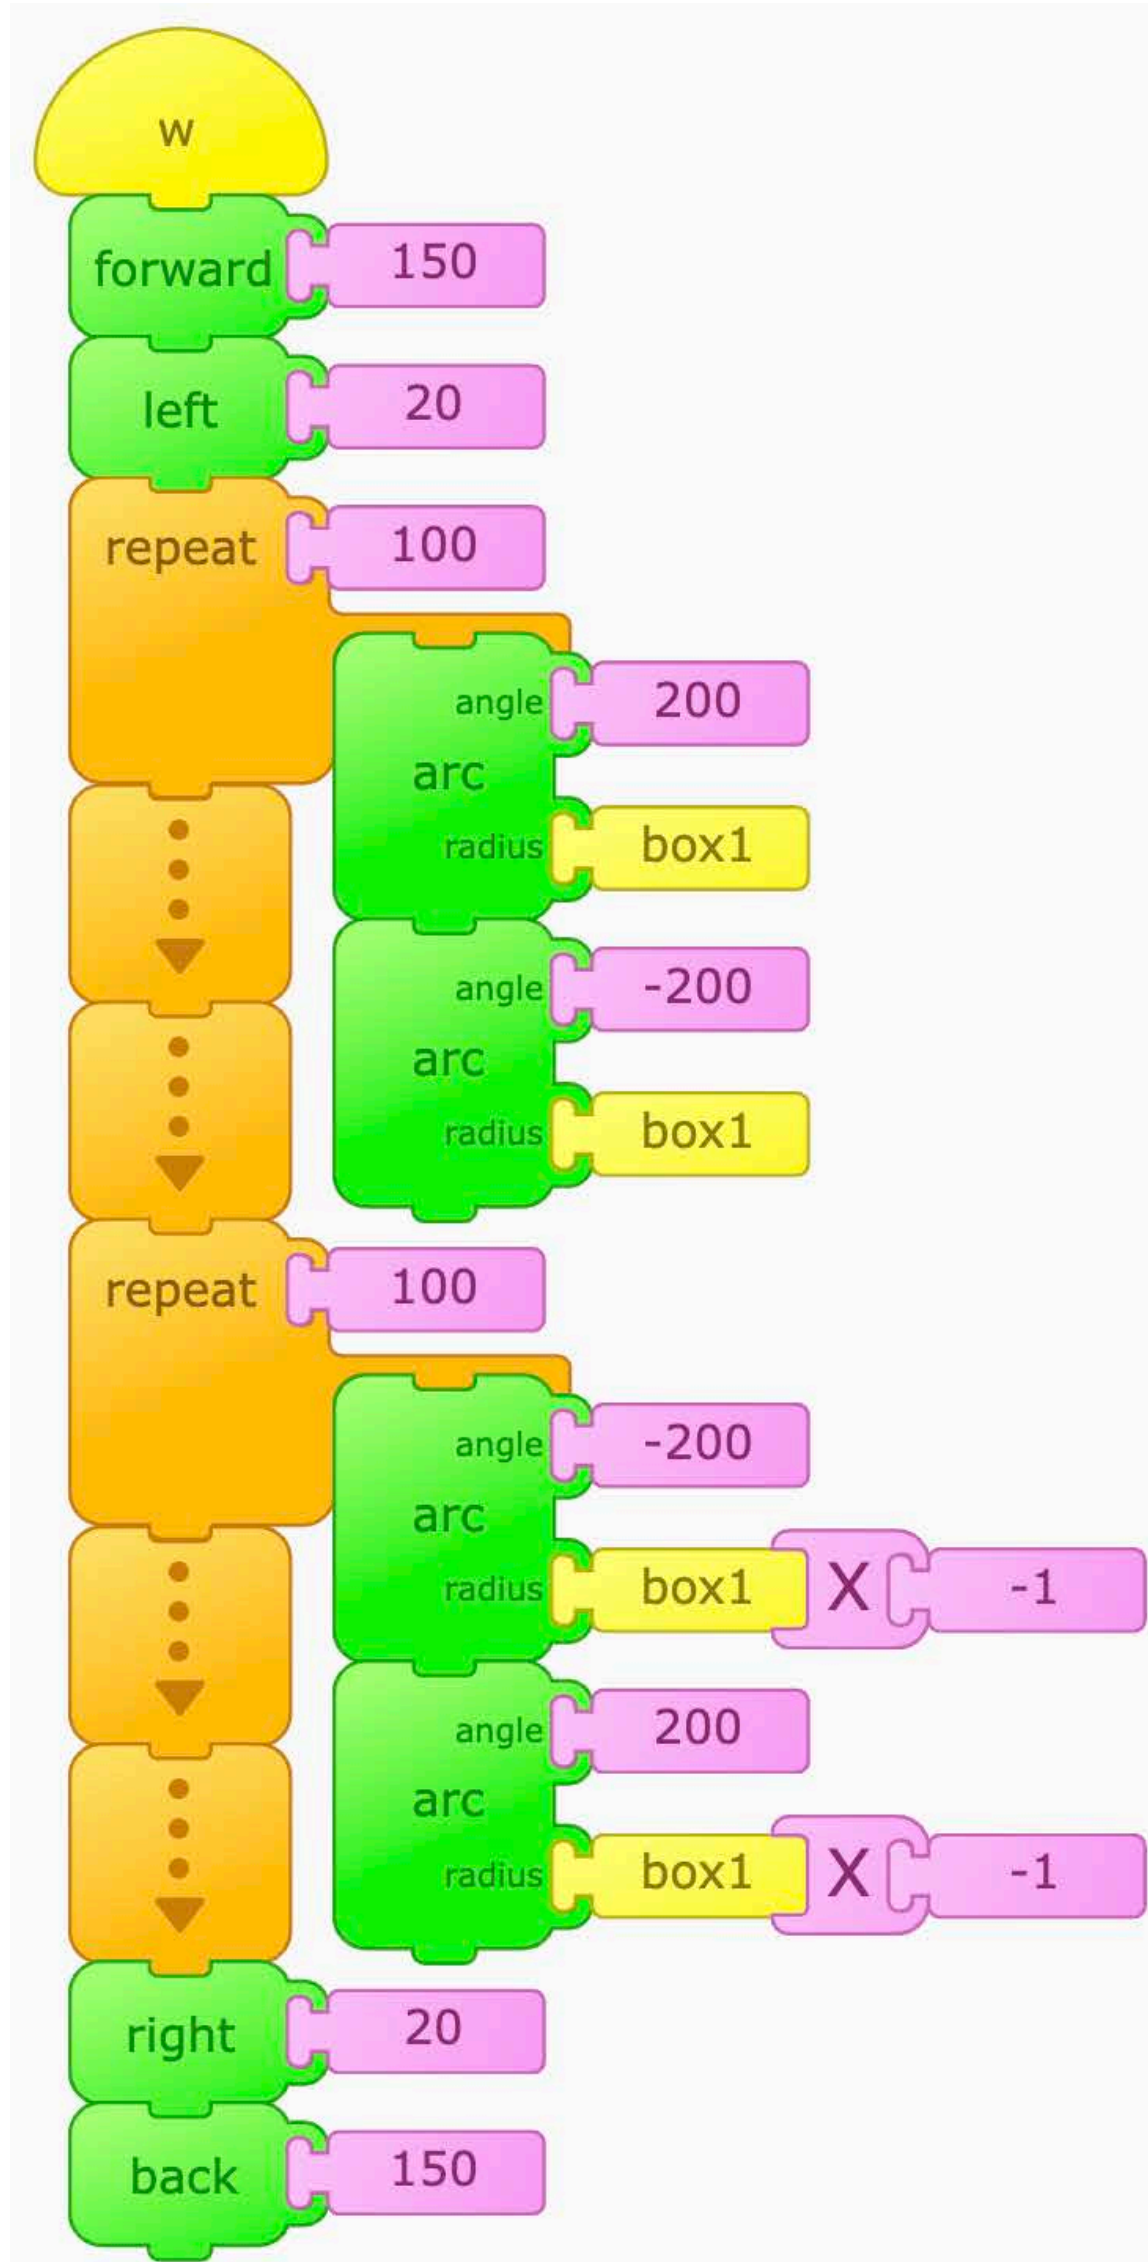 w
forward 150
left 20
repeat 100
angle 200
arc
radius box1
angle -200
arc
radius box1
repeat 100
angle -200
arc
radius box1 X -1
angle 200
arc
radius box1 X -1
right 20
back 150